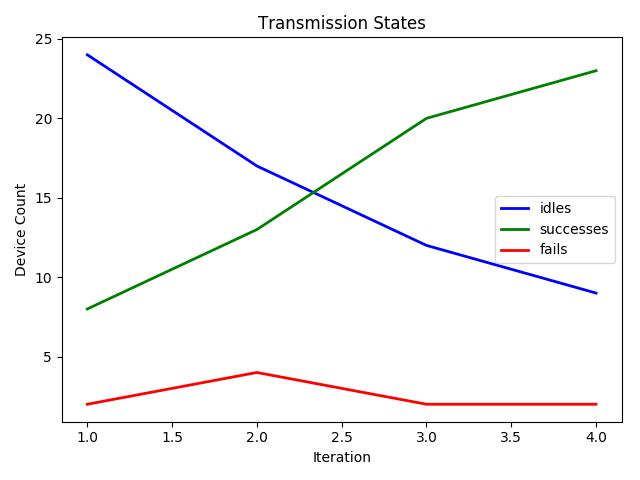 Transmission States
25
20
15
10
5
Device Count
idles
successes
fails
1.0 1.5 2.0 2.5 3.0 3.5 4.0
Iteration